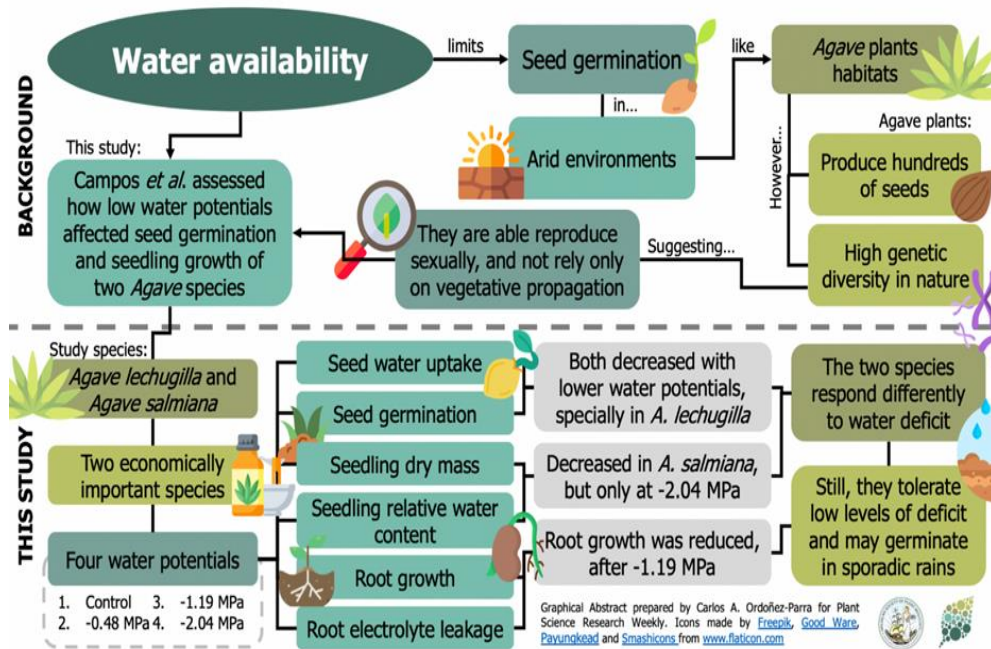 BACKGROUND
Water availability
limits
Seed germination
like
Agave plants
habitats
in...
Arid environments
However...
Agave plants:
Produce hundreds
of seeds
High genetic
diversity in nature
Suggesting...
They are able reproduce
sexually, and not rely only
on vegetative propagation
This study:
Campos et al. assessed
how low water potentials
affected seed germination
and seedling growth of
two Agave species
THIS STUDY
Study species:
Agave lechugilla and
Agave salmiana
Two economically
important species
Four water potentials
1. Control 3. -1.19 MPa
2. -0.48 MPa 4. -2.04 MPa
Seed water uptake
Seed germination
Seedling dry mass
Seedling relative water
content
Root growth
Root electrolyte leakage
Both decreased with
lower water potentials,
specially in A. lechugilla
Decreased in A. salmiana,
but only at -2.04 MPa
Root growth was reduced,
after -1.19 MPa
The two species
respond differently
to water deficit
Still, they tolerate
low levels of deficit
and may germinate
in sporadic rains
Graphical Abstract prepared by Carlos A. Ordoñez-Parra for Plant
Science Research Weekly. Icons made by Freepik, Good Ware,
Payungkead and Smashicons from www.flaticon.com